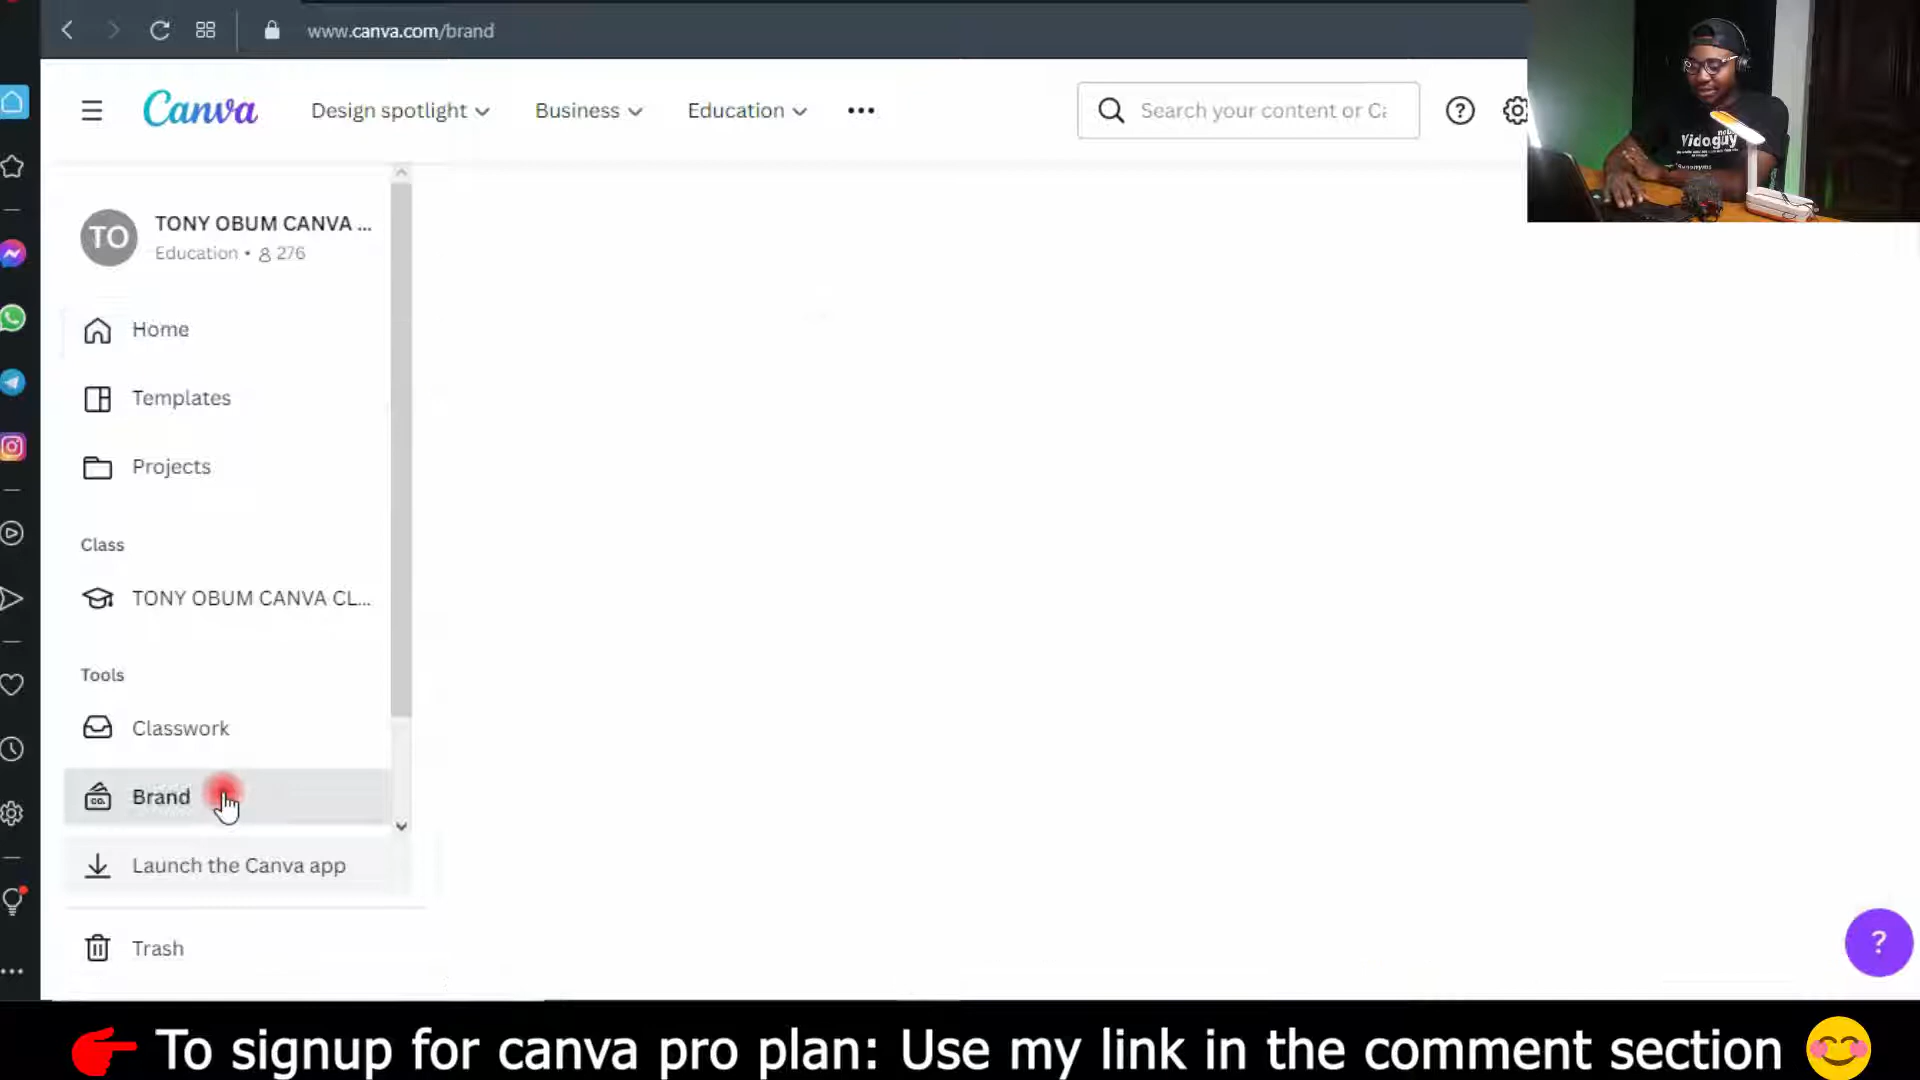 www.canva.com/brand
Canva
Design spotlight
Business
Education
•••
Search your content or Ca
TONY OBUM CANVA ...
Education • 276
TO
Home
Templates
Projects
Class
TONY OBUM CANVA CL...
Tools
Classwork
CO.
Brand
Launch the Canva app
Trash
?
Vidoguy
To signup for canva pro plan: Use my link in the comment section